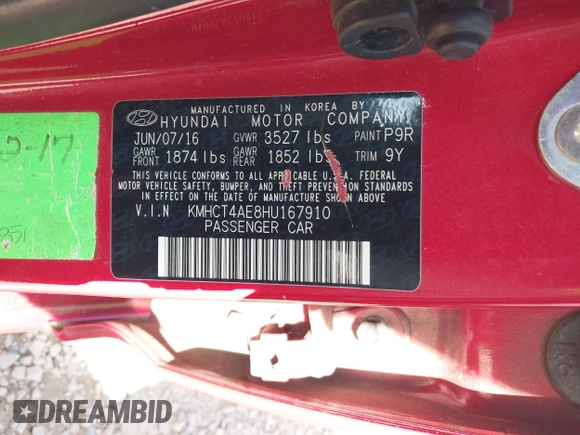 MANUFACTURED IN KOREA BY
HYUNDAI MOTOR COMPANY
JUN/07/16 GVWR 3527 lbs PAINT P9R
GAWR FRONT 1874 lbs GAWR REAR 1852 lbs TRIM 9Y
THIS VEHICLE CONFORMS TO ALL APPLICABLE U.S.A. FEDERAL
MOTOR VEHICLE SAFETY, BUMPER, AND THEFT PREVENTION STANDARDS
IN EFFECT ON THE DATE OF MANUFACTURE SHOWN ABOVE
V.I.N KMHCT4AE8HU167910
PASSENGER CAR
2-17
DREAMBID